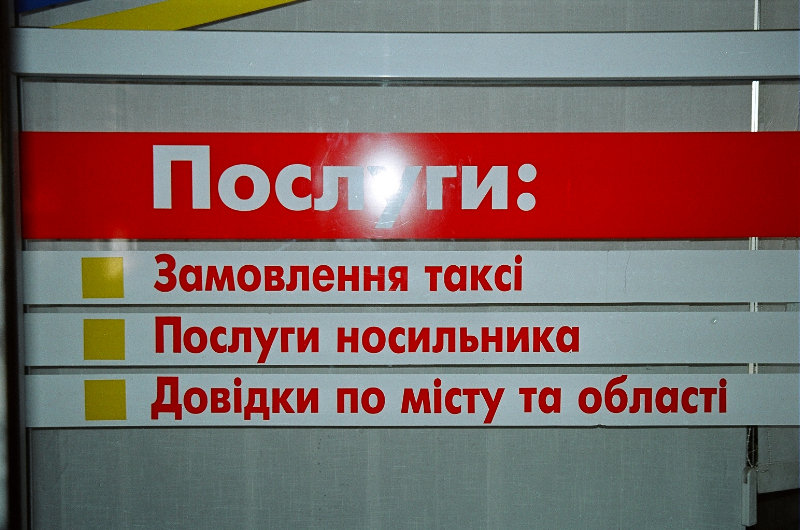 Послуги:
Замовлення таксі
Послуги носильника
Довідки по місту та області